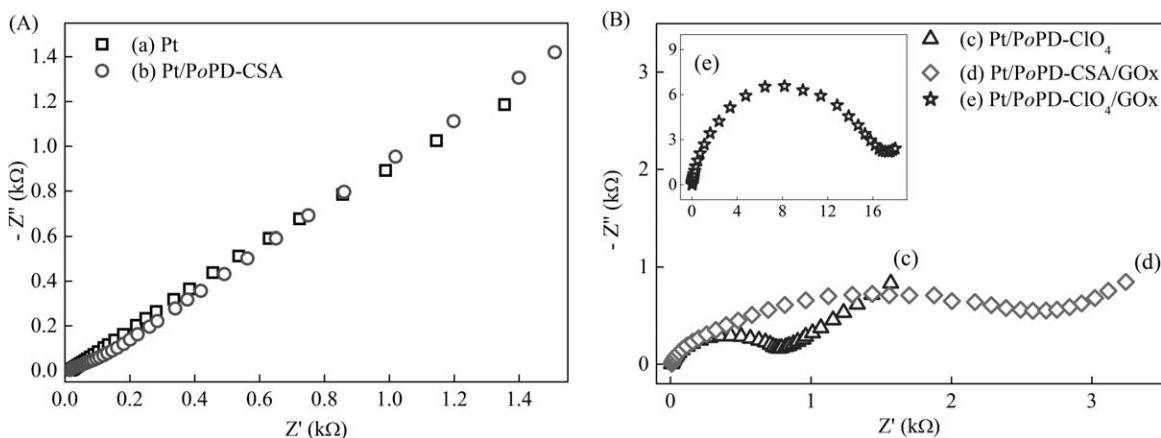 (A)
(a) Pt
(b) Pt/PoPD-CSA
1.4
1.2
1.0
0.8
0.6
0.4
0.2
0.0
- Z'' (kΩ)
0.0 0.2 0.4 0.6 0.8 1.0 1.2 1.4
Z' (kΩ)
(B)
(c) Pt/PoPD-ClO₄
(d) Pt/PoPD-CSA/GOx
(e) Pt/PoPD-ClO₄/GOx
3
2
1
0
- Z'' (kΩ)
(e)
9
6
3
0
0 4 8 12 16
(c)
(d)
0 1 2 3
Z' (kΩ)